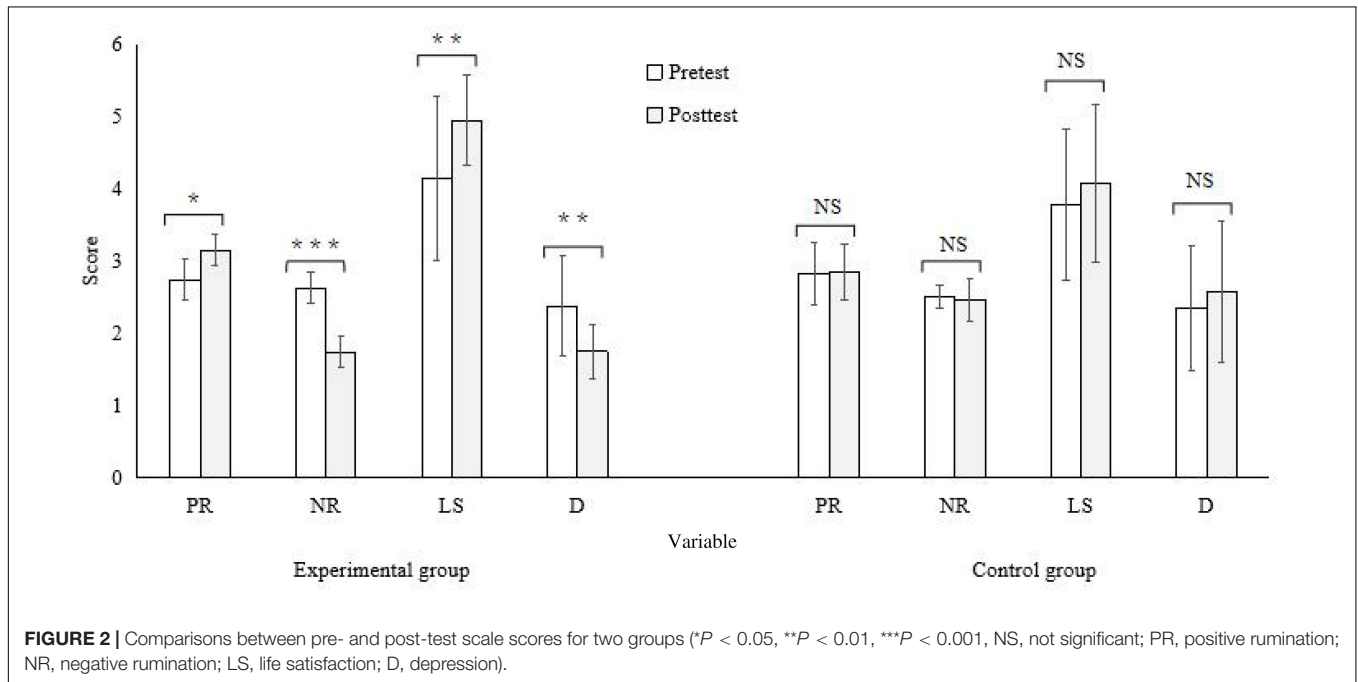 6
5
4
3
2
1
0
Score
* *
NS
Pretest
Posttest
*
* * *
* *
NS
NS
NS
PR
NR
LS
D
PR
NR
LS
D
Variable
Experimental group
Control group
FIGURE 2 | Comparisons between pre- and post-test scale scores for two groups (*P < 0.05, **P < 0.01, ***P < 0.001, NS, not significant; PR, positive rumination;
NR, negative rumination; LS, life satisfaction; D, depression).